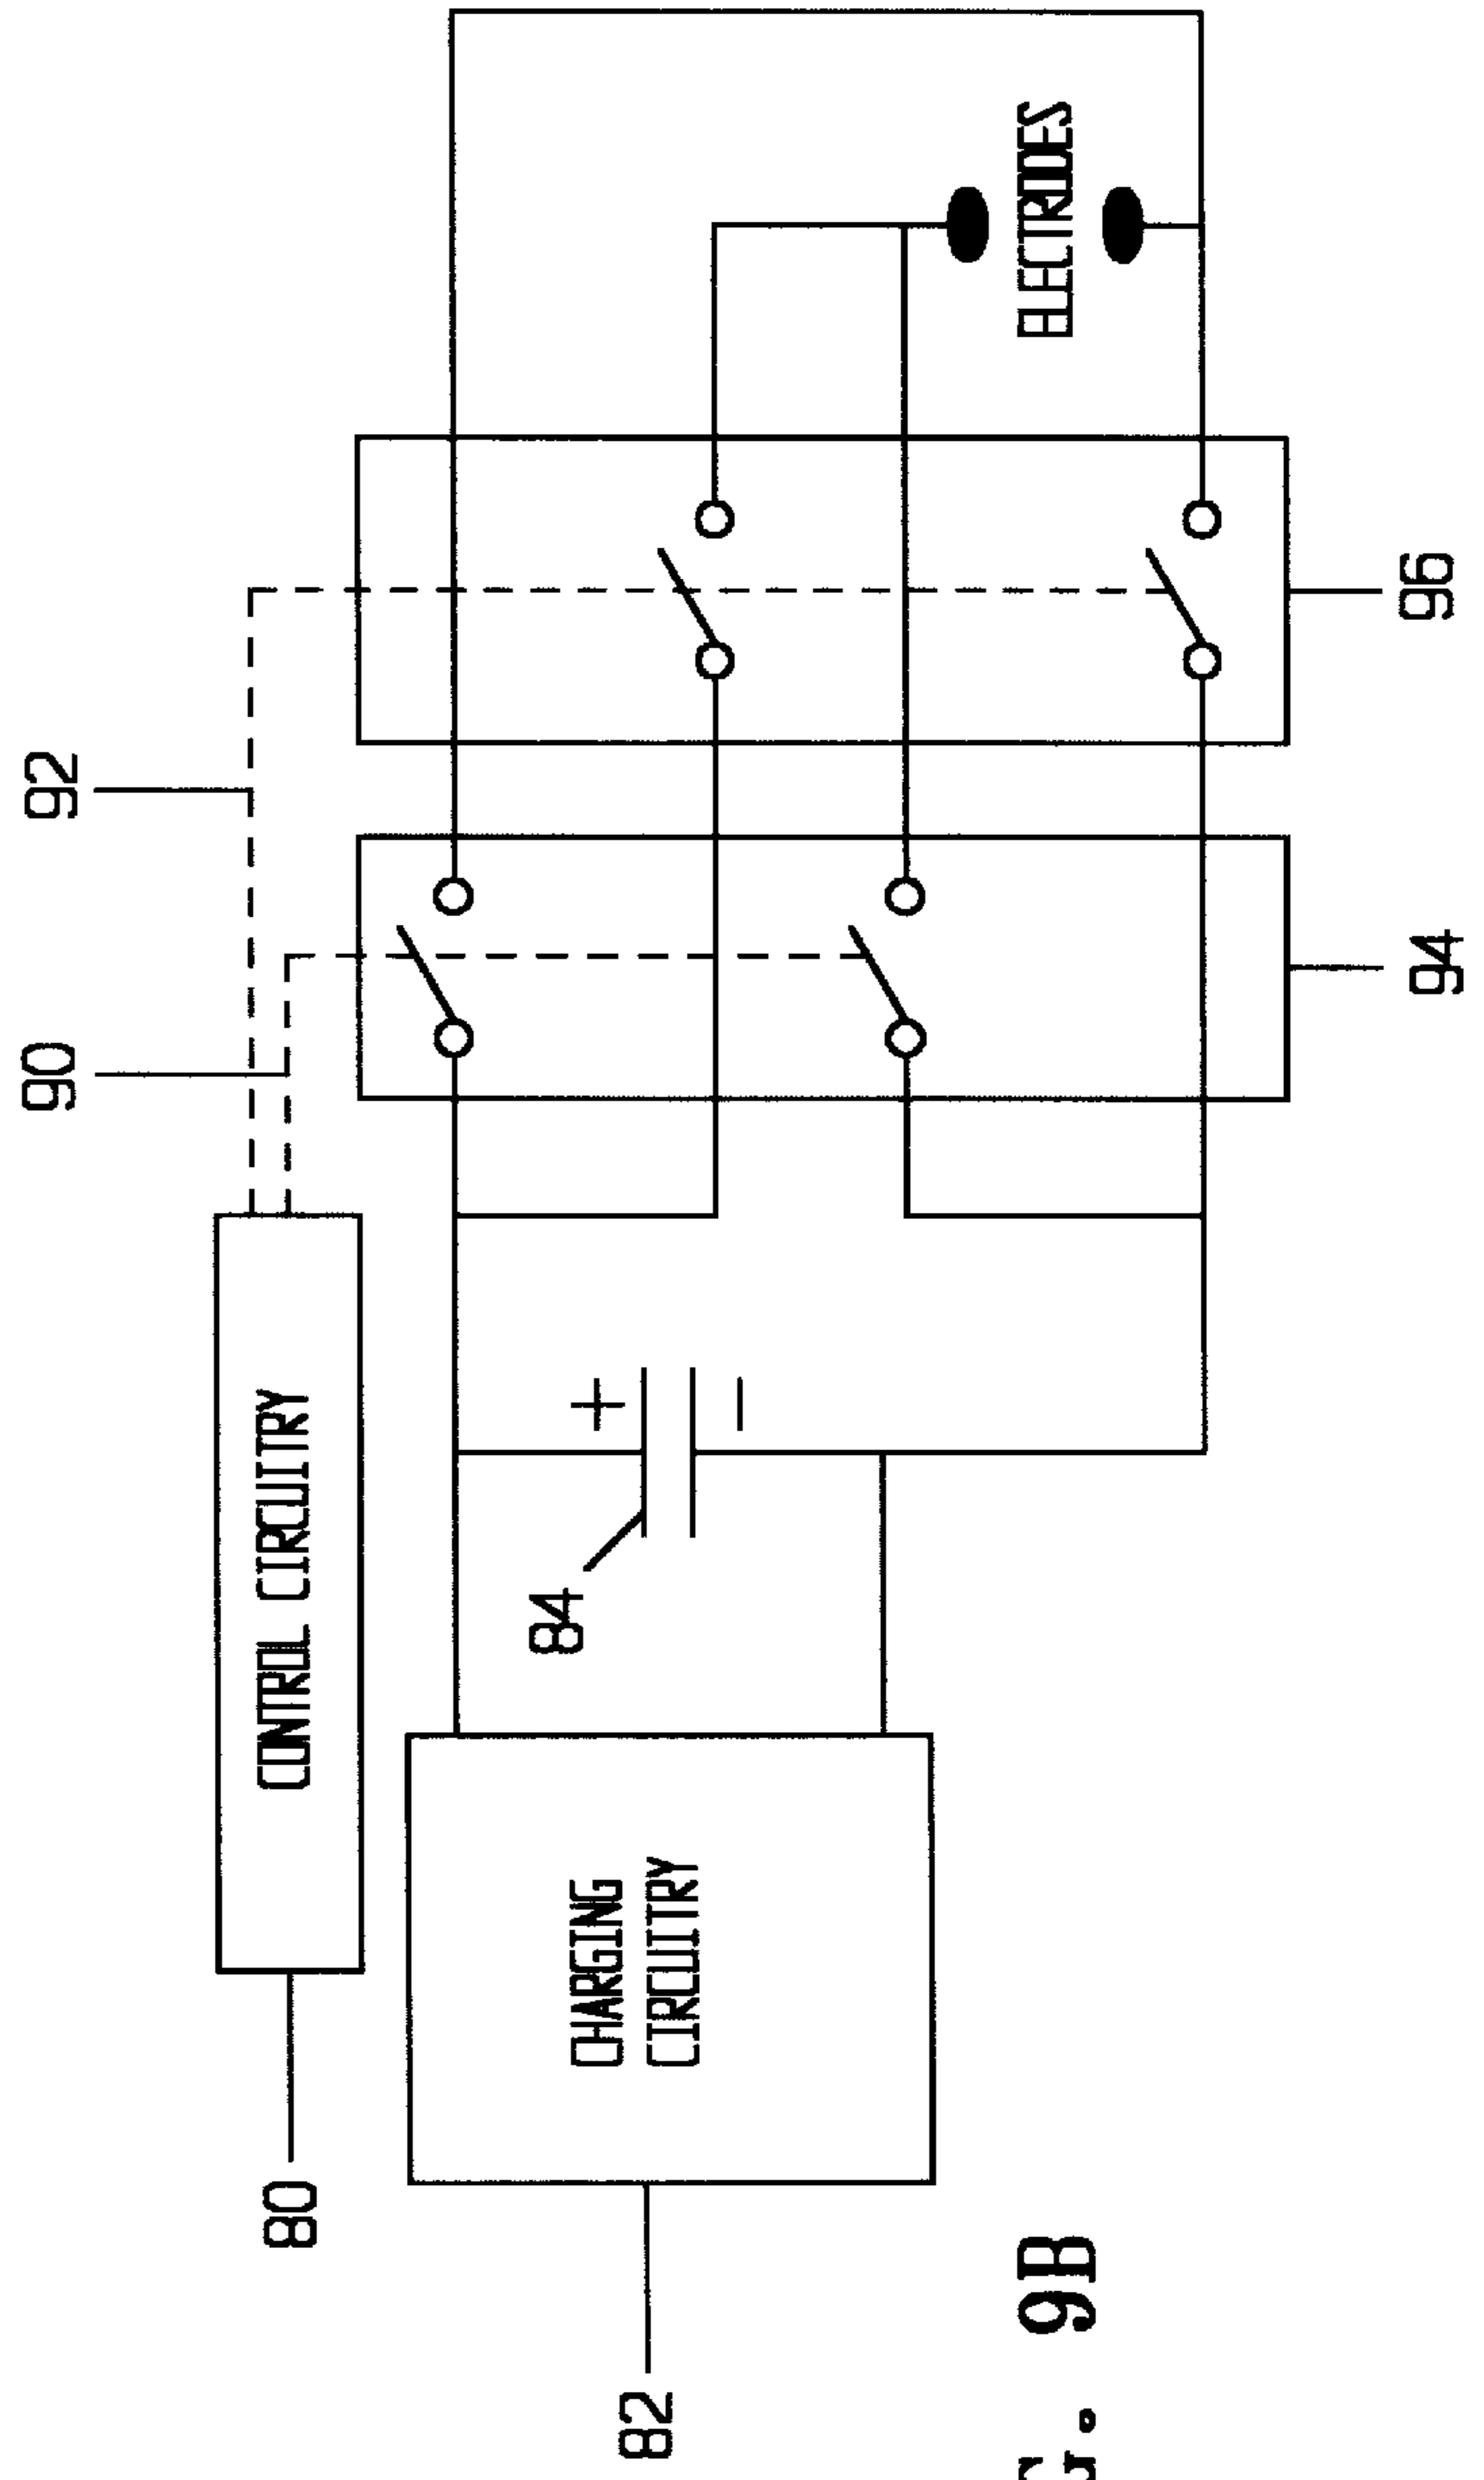 92
90
CONTROL CIRCUITRY
80
ELECTRODES
+
−
84
CHARGING
CIRCUITRY
82
96
94
G. 9B